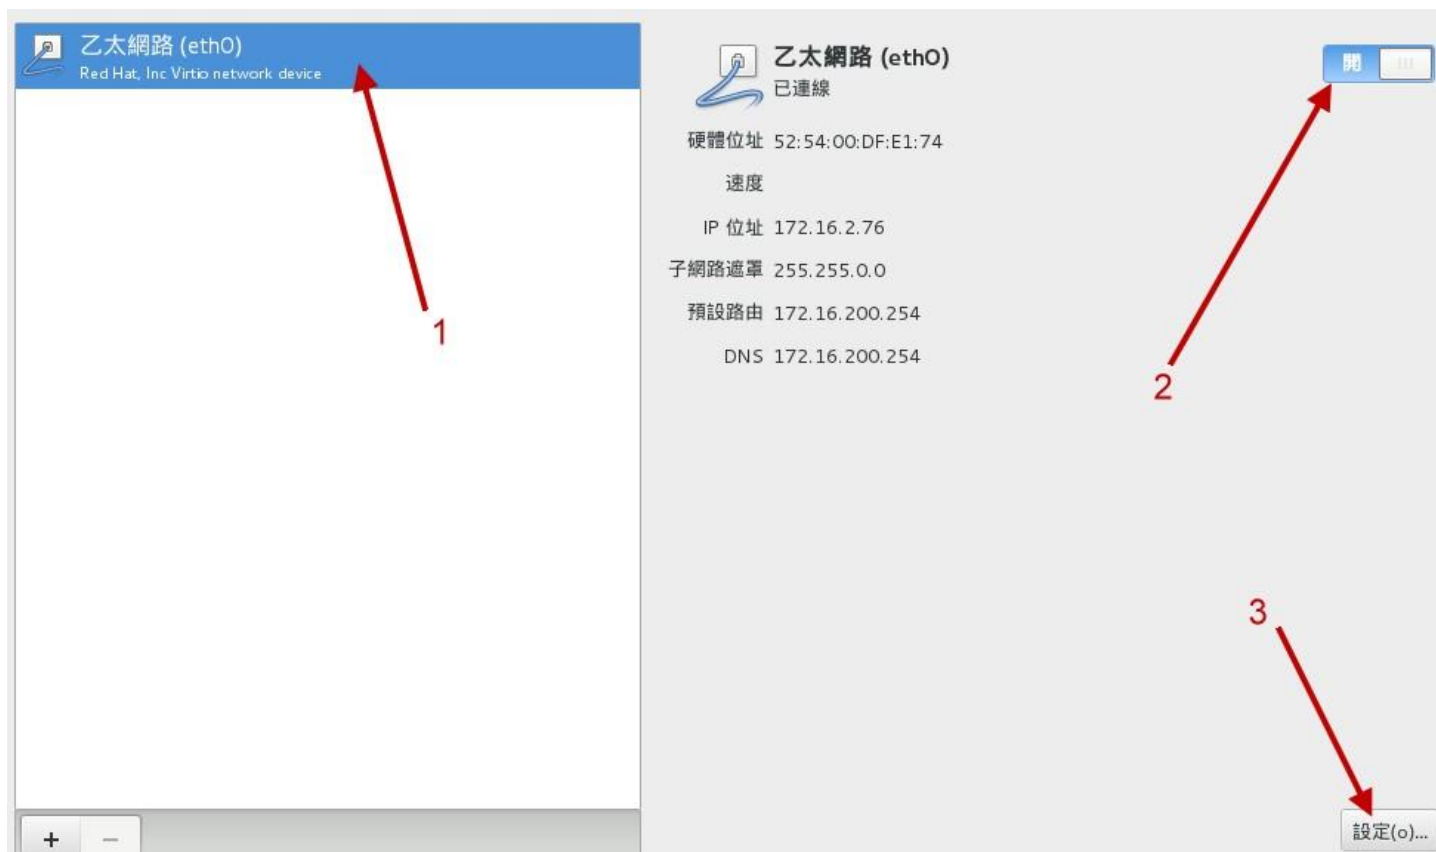 乙太網路 (eth0)
Red Hat, Inc Virtio network device
1
+ −
乙太網路 (eth0)
已連線
開
硬體位址 52:54:00:DF:E1:74
速度
IP 位址 172.16.2.76
子網路遮罩 255.255.0.0
預設路由 172.16.200.254
DNS 172.16.200.254
2
3
設定(o)...